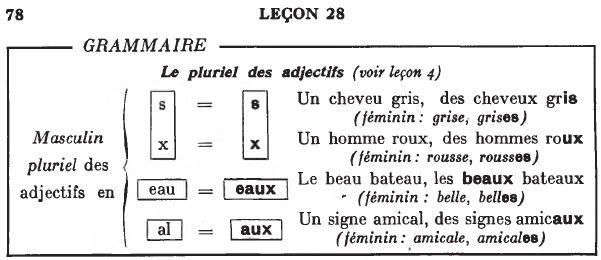 78 LEÇON 28
GRAMMAIRE
Le pluriel des adjectifs (voir leçon 4)
Masculin
pluriel des
adjectifs en
s = s Un cheveu gris, des cheveux gris
(féminin : grise, grises)
x = x Un homme roux, des hommes roux
(féminin : rousse, rousses)
eau = eaux Le beau bateau, les beaux bateaux
(féminin : belle, belles)
al = aux Un signe amical, des signes amicaux
(féminin : amicale, amicales)